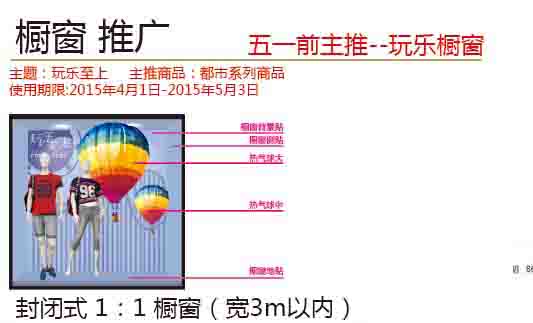 橱窗 推广
五一前主推--玩乐橱窗
主题：玩乐至上 主推商品：都市系列商品
使用期限:2015年4月1日-2015年5月3日
橱窗背景贴
橱窗侧贴
热气球大
98
热气球中
橱窗地贴
封闭式 1：1 橱窗（宽3m以内）